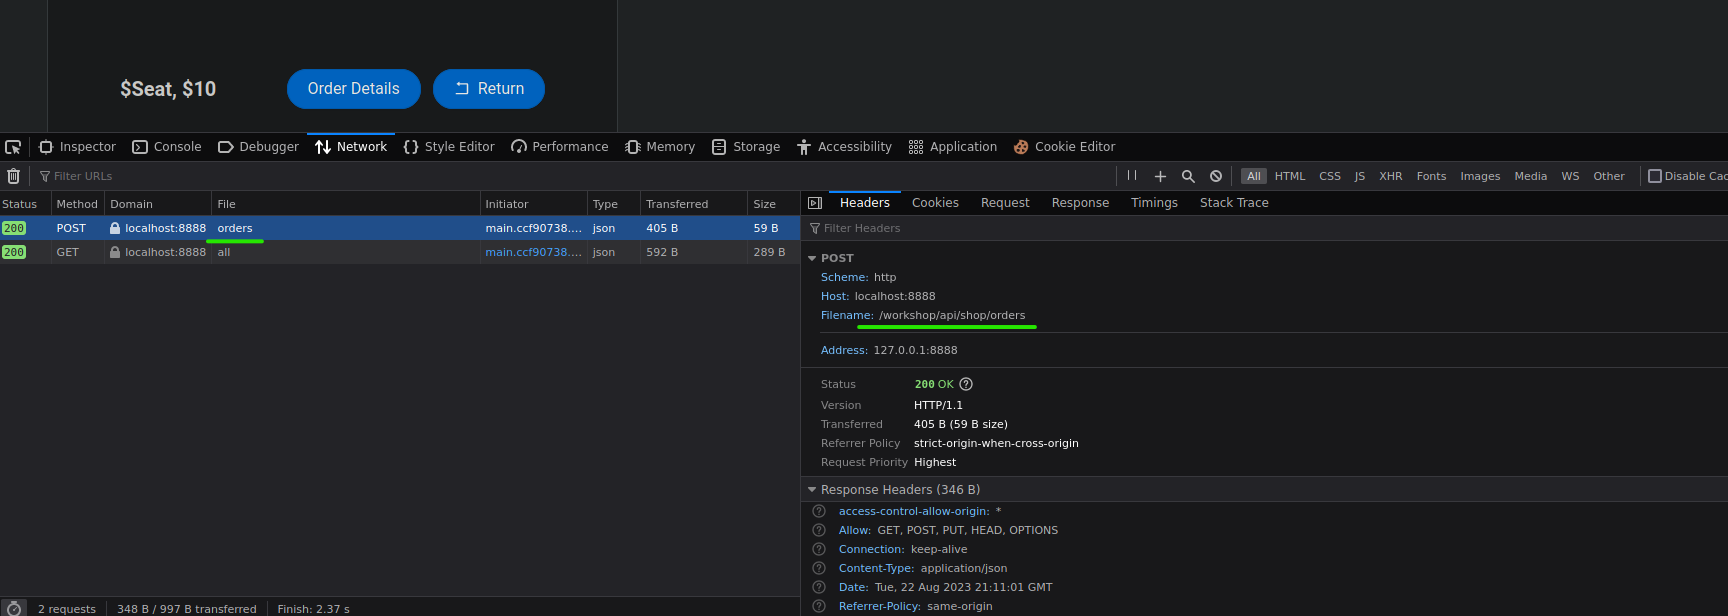 $Seat, $10 Order Details Return
Inspector Console Debugger Network Style Editor Performance Memory Storage Accessibility Application Cookie Editor
Filter URLs All HTML CSS JS XHR Fonts Images Media WS Other Disable Cac
Status Method Domain File Initiator Type Transferred Size
200 POST localhost:8888 orders main.ccf90738.... json 405 B 59 B
200 GET localhost:8888 all main.ccf90738.... json 592 B 289 B
2 requests 348 B / 997 B transferred Finish: 2.37 s
Headers Cookies Request Response Timings Stack Trace
Filter Headers
POST
Scheme: http
Host: localhost:8888
Filename: /workshop/api/shop/orders
Address: 127.0.0.1:8888
Status 200 OK ?
Version HTTP/1.1
Transferred 405 B (59 B size)
Referrer Policy strict-origin-when-cross-origin
Request Priority Highest
Response Headers (346 B)
? access-control-allow-origin: *
? Allow: GET, POST, PUT, HEAD, OPTIONS
? Connection: keep-alive
? Content-Type: application/json
? Date: Tue, 22 Aug 2023 21:11:01 GMT
? Referrer-Policy: same-origin